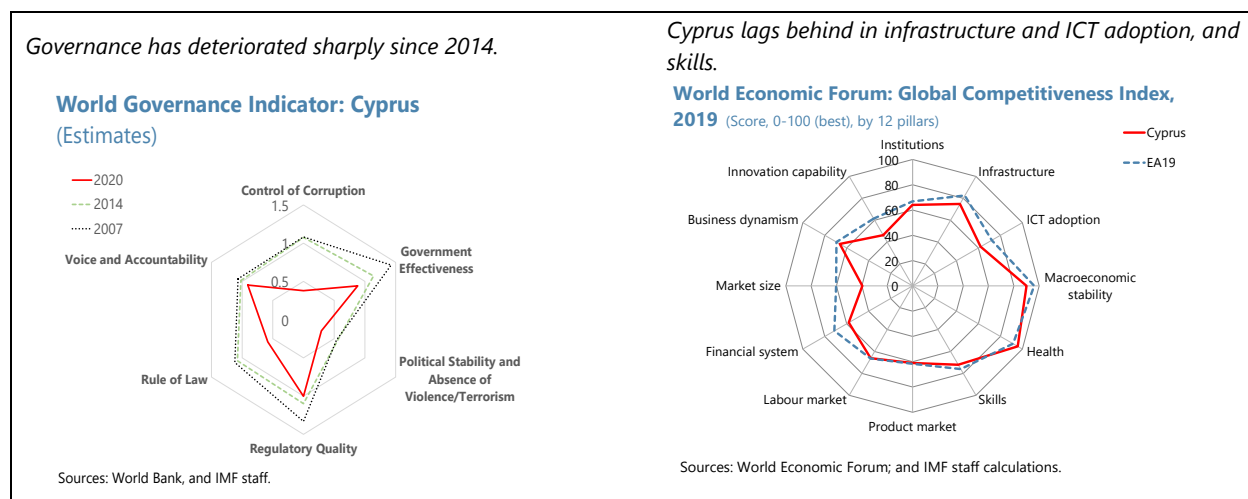 Governance has deteriorated sharply since 2014.
World Governance Indicator: Cyprus
(Estimates)
2020
2014
2007
Control of Corruption
Government
Effectiveness
Political Stability and
Absence of
Violence/Terrorism
Regulatory Quality
Rule of Law
Voice and Accountability
1.5
1
0.5
0
Sources: World Bank, and IMF staff.
Cyprus lags behind in infrastructure and ICT adoption, and
skills.
World Economic Forum: Global Competitiveness Index,
2019 (Score, 0-100 (best), by 12 pillars)
Cyprus
EA19
Institutions
Infrastructure
ICT adoption
Macroeconomic
stability
Health
Skills
Product market
Labour market
Financial system
Market size
Business dynamism
Innovation capability
100
80
60
40
20
0
Sources: World Economic Forum; and IMF staff calculations.